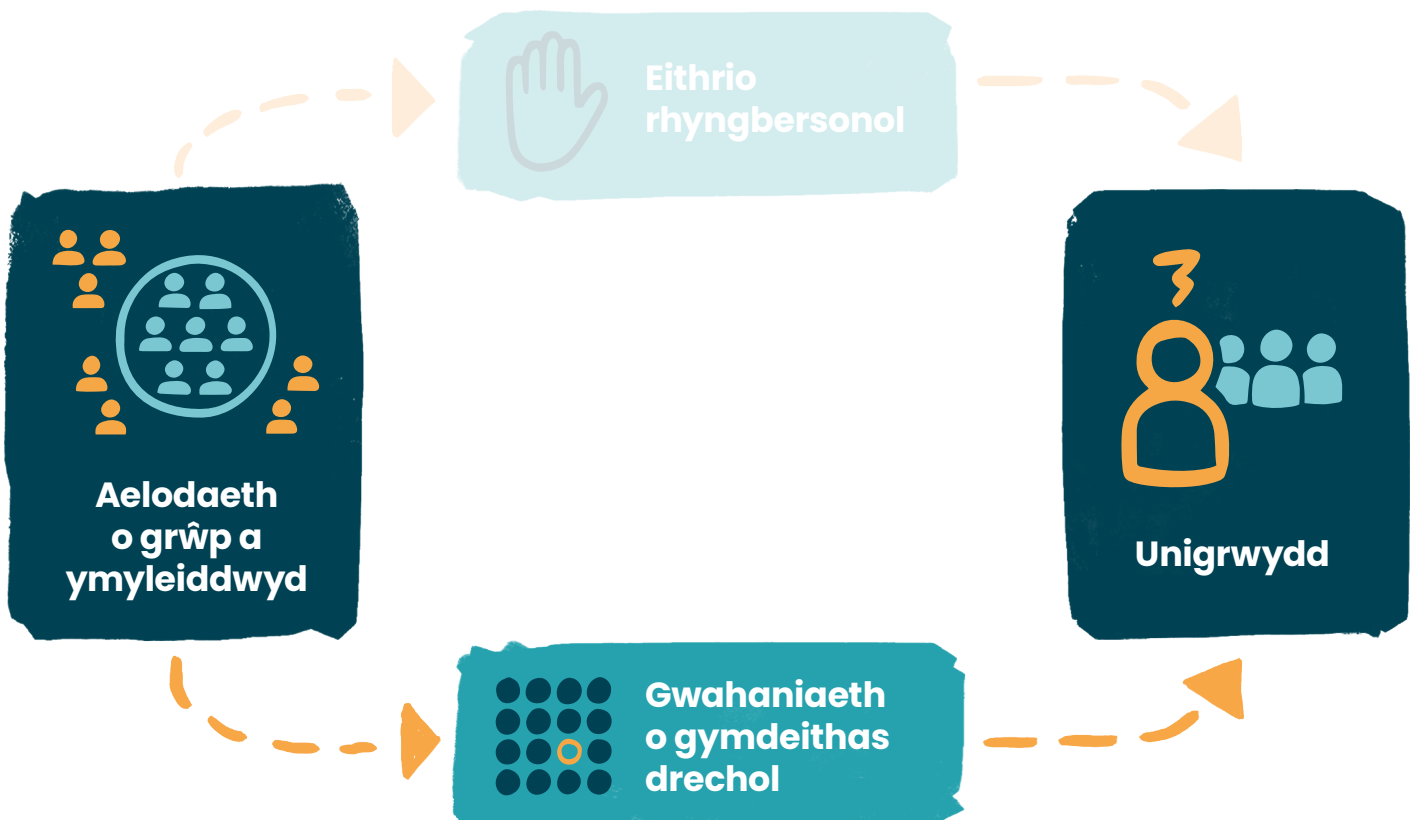 Eithrio
rhyngbersonol
Aelodaeth
o grŵp a
ymyleiddwyd
Unigrwydd
Gwahaniaeth
o gymdeithas
drechol